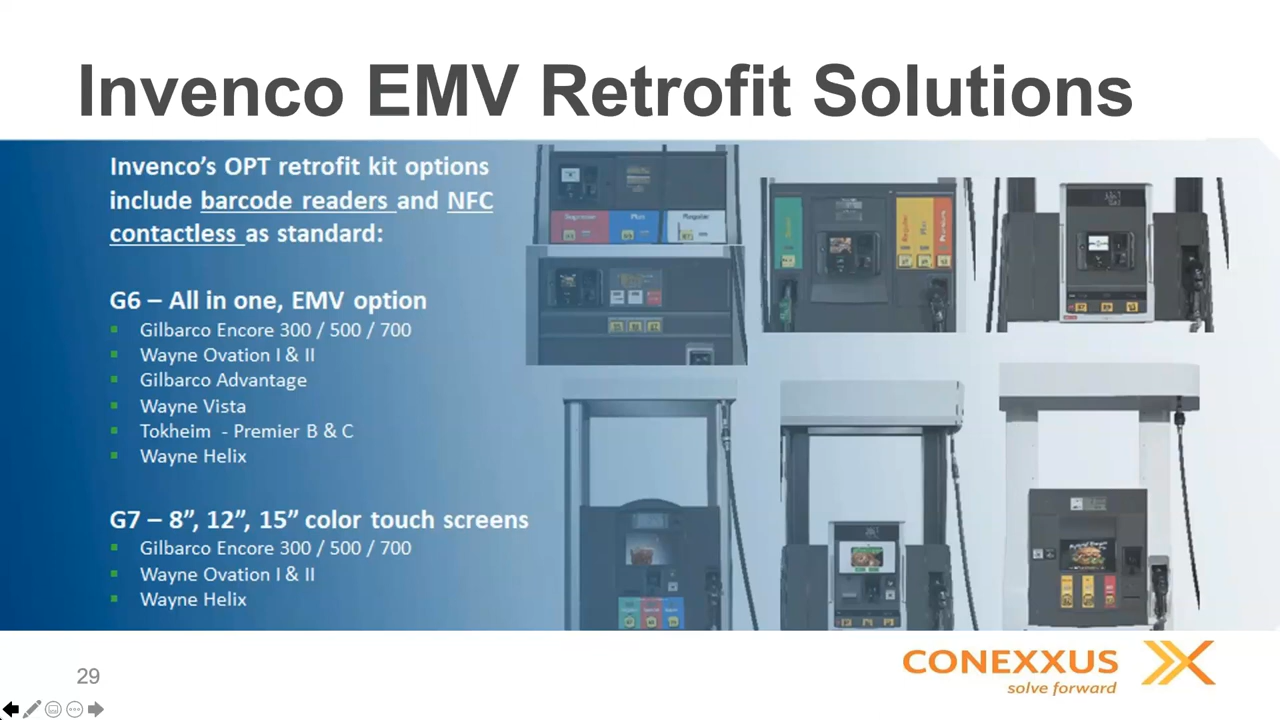 Invenco EMV Retrofit Solutions
Invenco's OPT retrofit kit options
include barcode readers and NFC
contactless as standard:
G6 – All in one, EMV option
Gilbarco Encore 300 / 500 / 700
Wayne Ovation I & II
Gilbarco Advantage
Wayne Vista
Tokheim - Premier B & C
Wayne Helix
G7 – 8”, 12”, 15” color touch screens
Gilbarco Encore 300 / 500 / 700
Wayne Ovation I & II
Wayne Helix
Supreme Plus Regular
CONEXXUS
solve forward
29